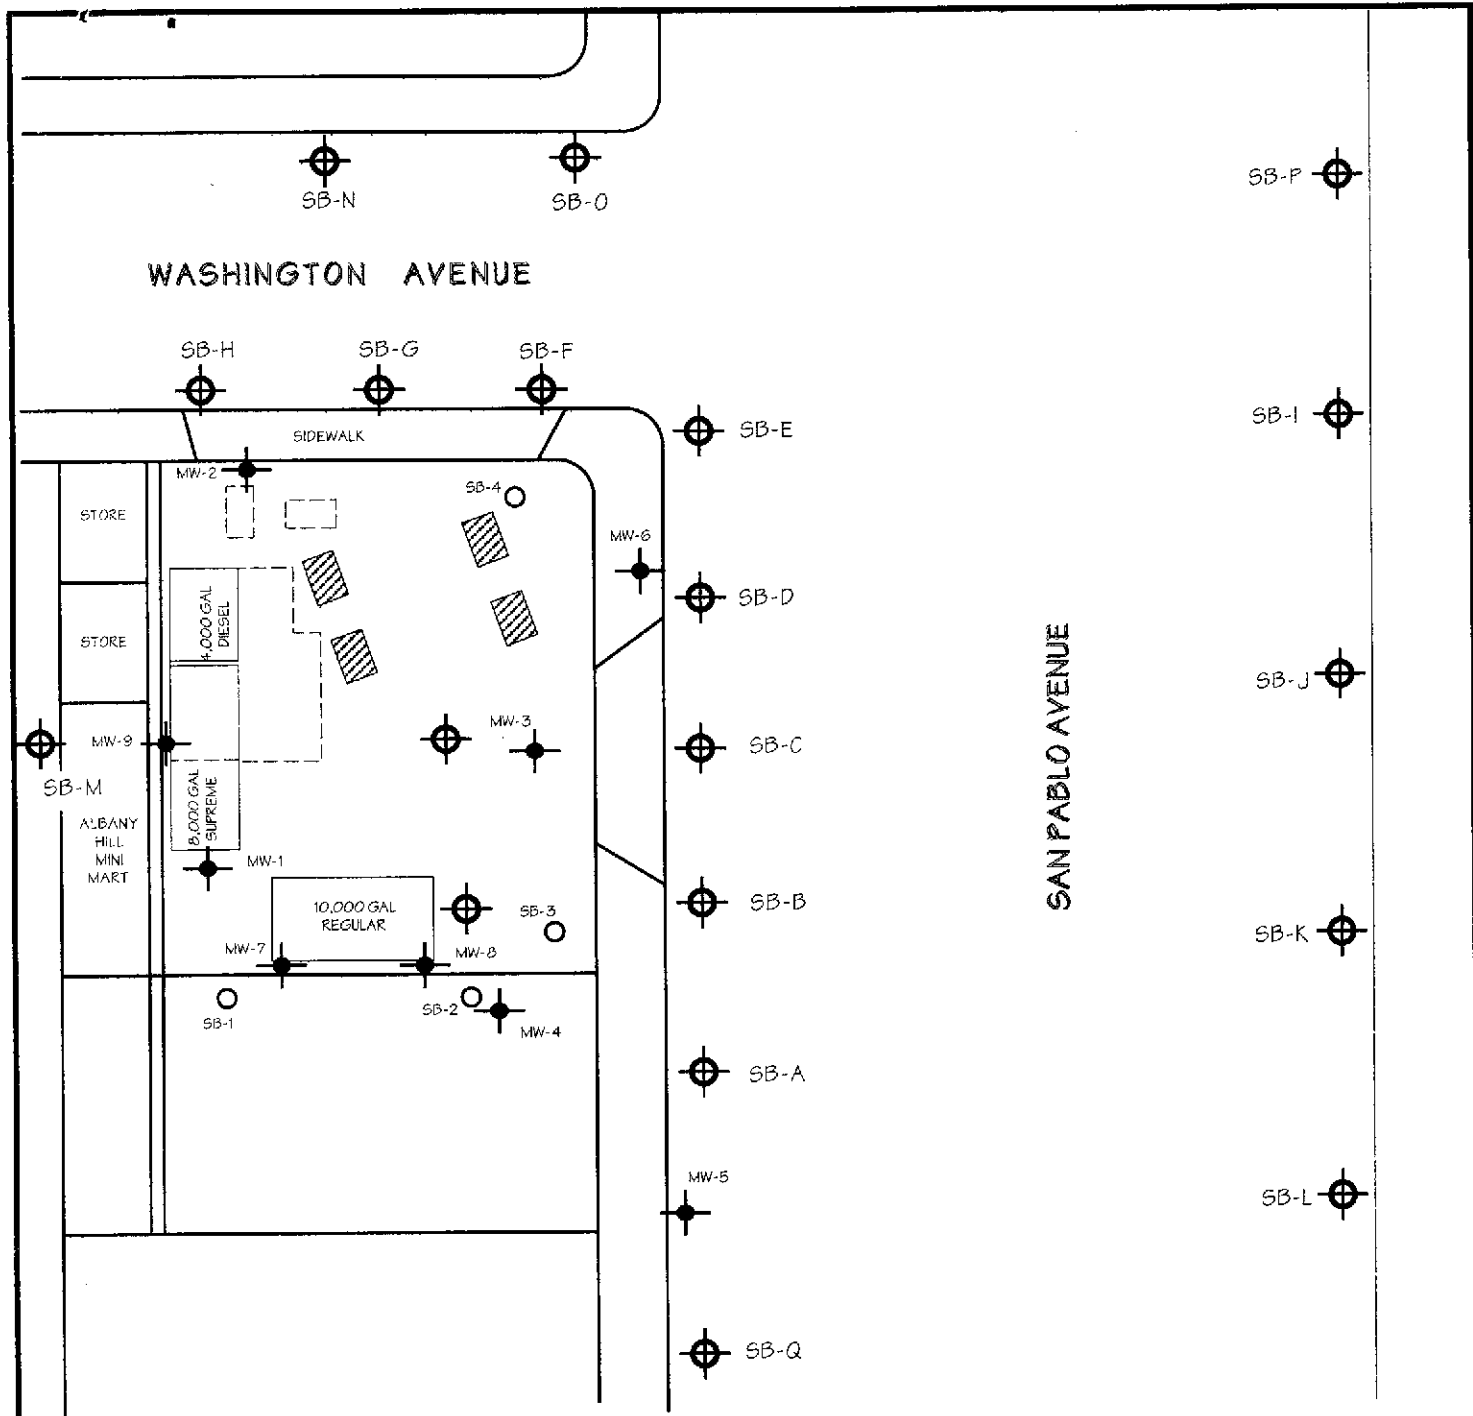 SB-N
SB-O
SB-P
WASHINGTON AVENUE
SB-H
SB-G
SB-F
SB-E
SB-I
SIDEWALK
MW-2
SB-4
STORE
MW-6
SB-D
4,000 GAL
DIESEL
STORE
SAN PABLO AVENUE
SB-J
MW-9
MW-3
SB-C
SB-M
8,000 GAL
SUPREME
ALBANY
HILL
MINI
MART
MW-1
10,000 GAL
REGULAR
SB-3
SB-B
SB-K
MW-7
MW-8
SB-1
SB-2
MW-4
SB-A
MW-5
SB-L
SB-Q